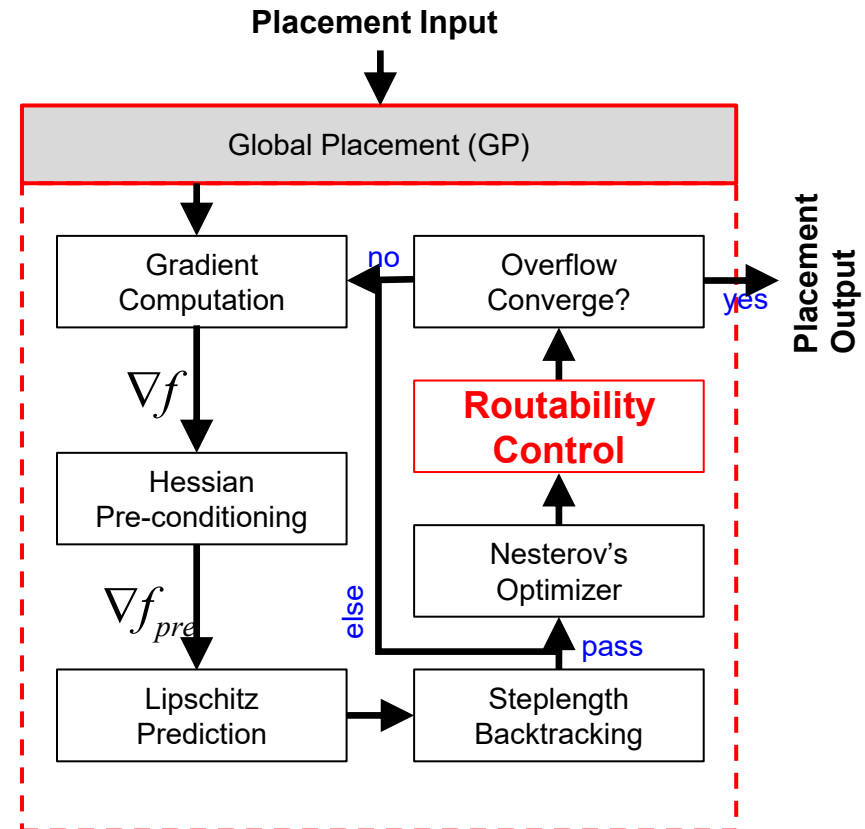 Placement Input
Global Placement (GP)
Gradient
Computation
no
Overflow
Converge?
yes
Placement
Output
∇f
Routability
Control
Hessian
Pre-conditioning
Nesterov's
Optimizer
∇f_pre
else
pass
Lipschitz
Prediction
Steplength
Backtracking